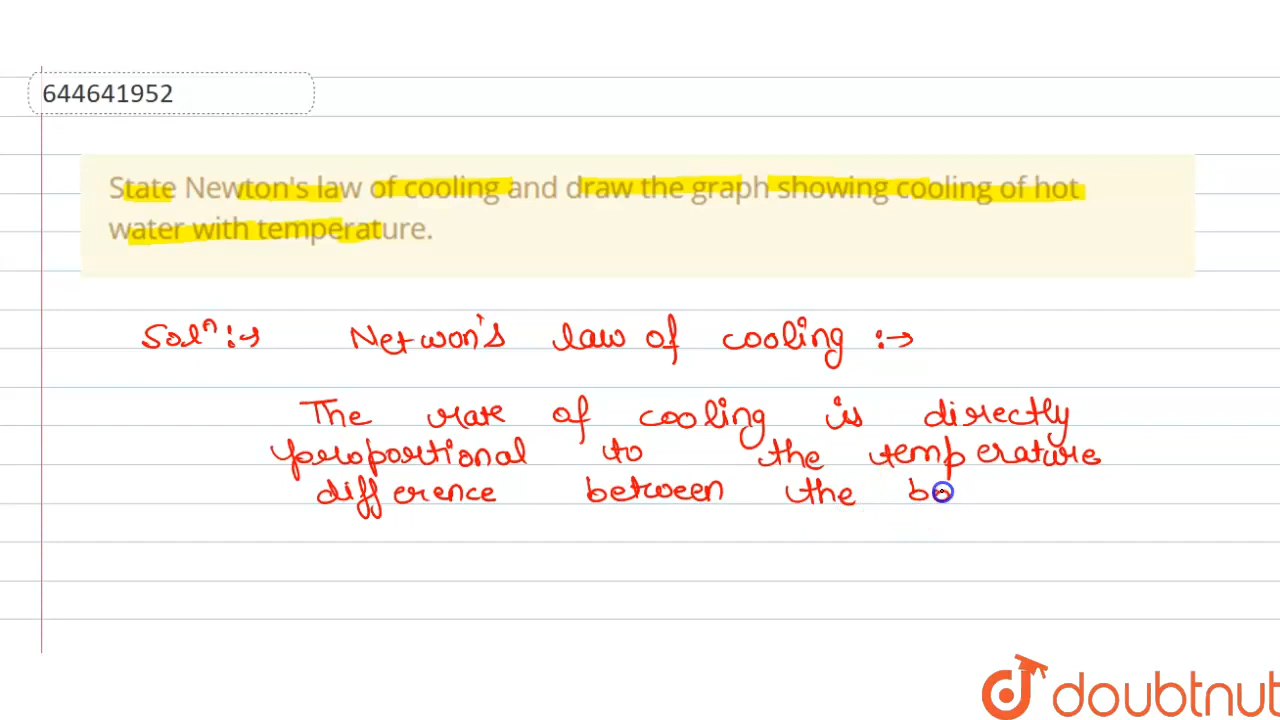 644641952
State Newton's law of cooling and draw the graph showing cooling of hot
water with temperature.
Solⁿ :→ Netwon's law of cooling :→
The rate of cooling is directly
proportional to the temperature
difference between the bo
doubtnut